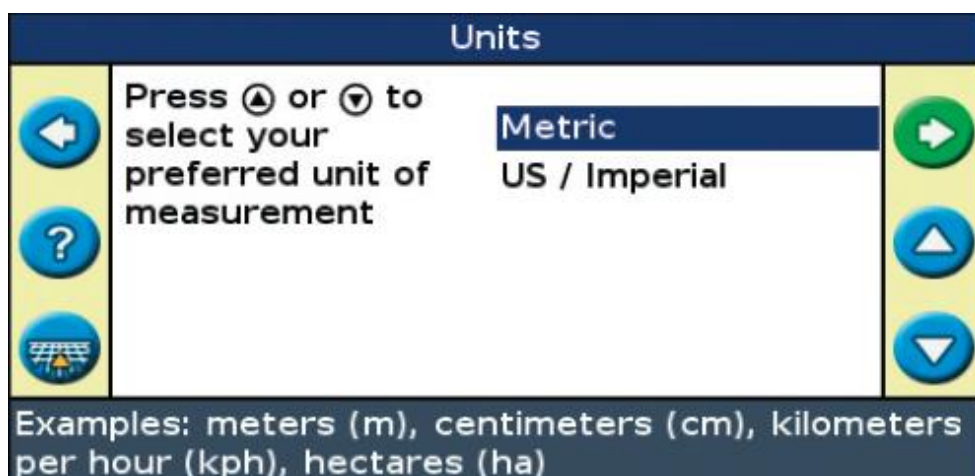 Units
Press ▲ or ▼ to
select your
preferred unit of
measurement
Metric
US / Imperial
?
Examples: meters (m), centimeters (cm), kilometers
per hour (kph), hectares (ha)